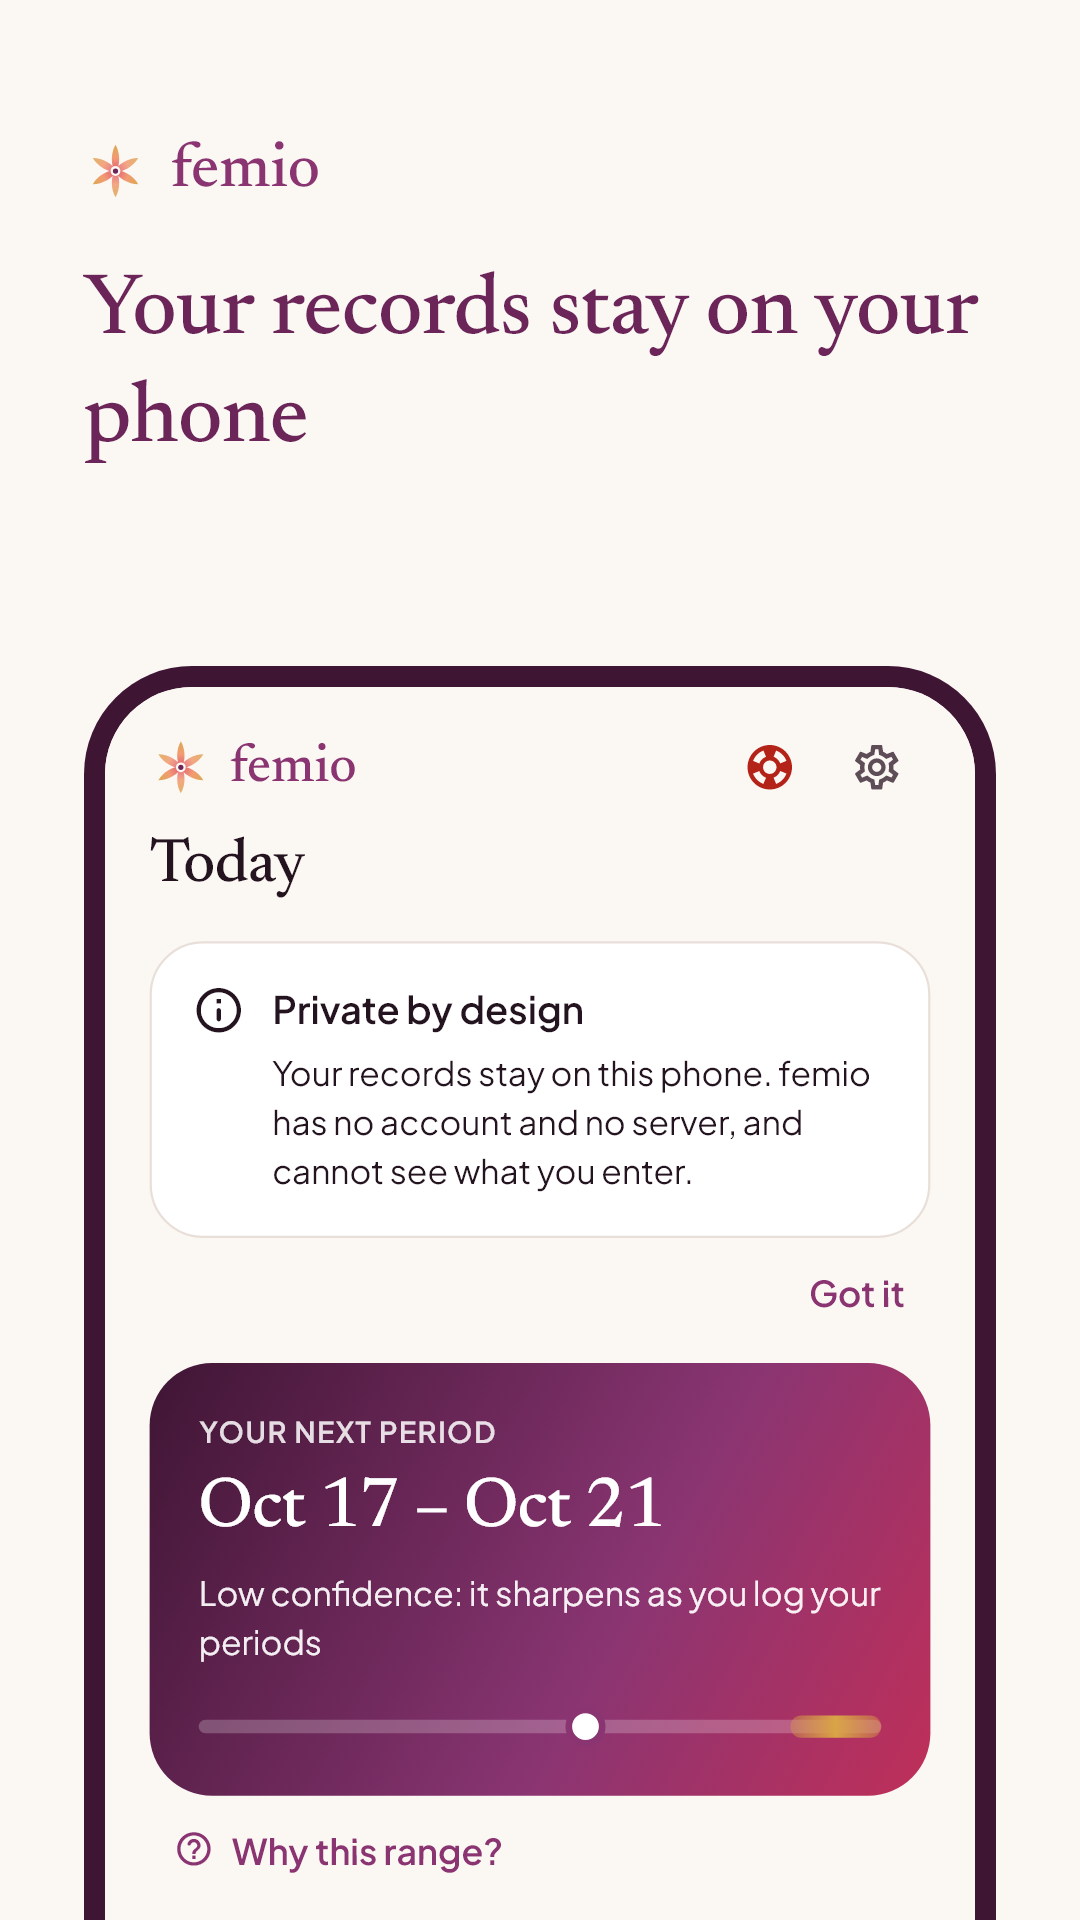 femio
Your records stay on your
phone
femio
Today
Private by design
Your records stay on this phone. femio
has no account and no server, and
cannot see what you enter.
Got it
YOUR NEXT PERIOD
Oct 17 – Oct 21
Low confidence: it sharpens as you log your
periods
Why this range?